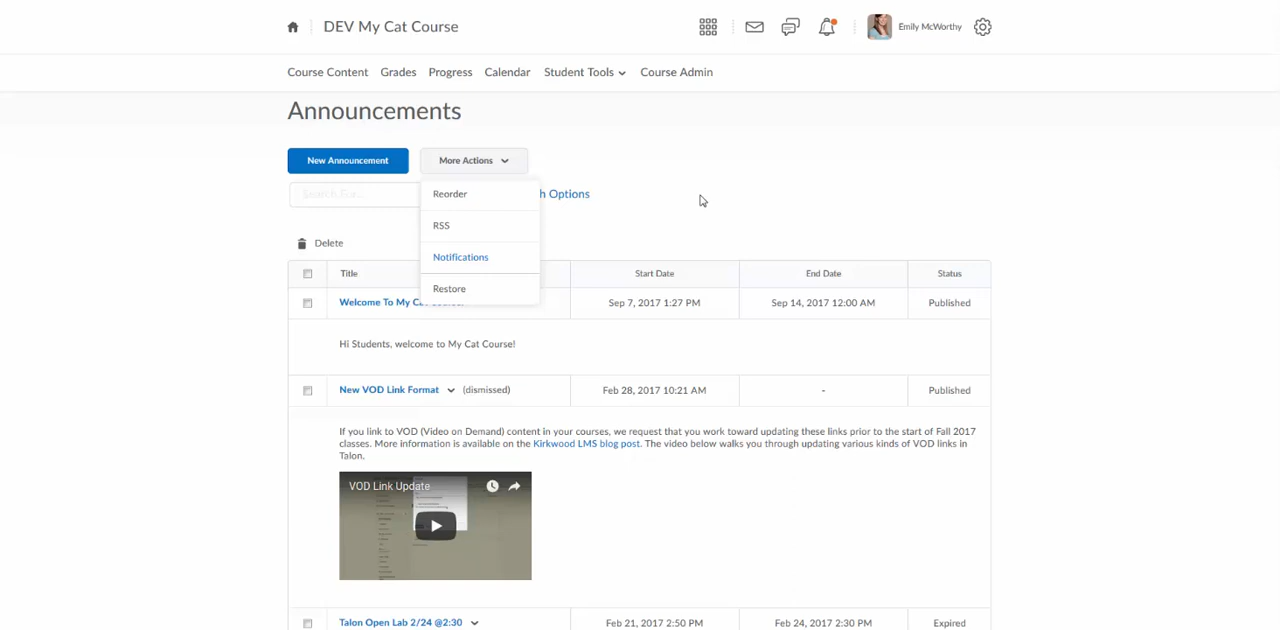 DEV My Cat Course
Emily McWorthy
Course Content Grades Progress Calendar Student Tools Course Admin
Announcements
New Announcement More Actions
Search For... h Options
Reorder
RSS
Notifications
Restore
Delete
Title Start Date End Date Status
Welcome To My Sep 7, 2017 1:27 PM Sep 14, 2017 12:00 AM Published
Hi Students, welcome to My Cat Course!
New VOD Link Format (dismissed) Feb 28, 2017 10:21 AM - Published
If you link to VOD (Video on Demand) content in your courses, we request that you work toward updating these links prior to the start of Fall 2017
classes. More information is available on the Kirkwood LMS blog post. The video below walks you through updating various kinds of VOD links in
Talon.
VOD Link Update
Talon Open Lab 2/24 @2:30 Feb 21, 2017 2:50 PM Feb 24, 2017 2:30 PM Expired